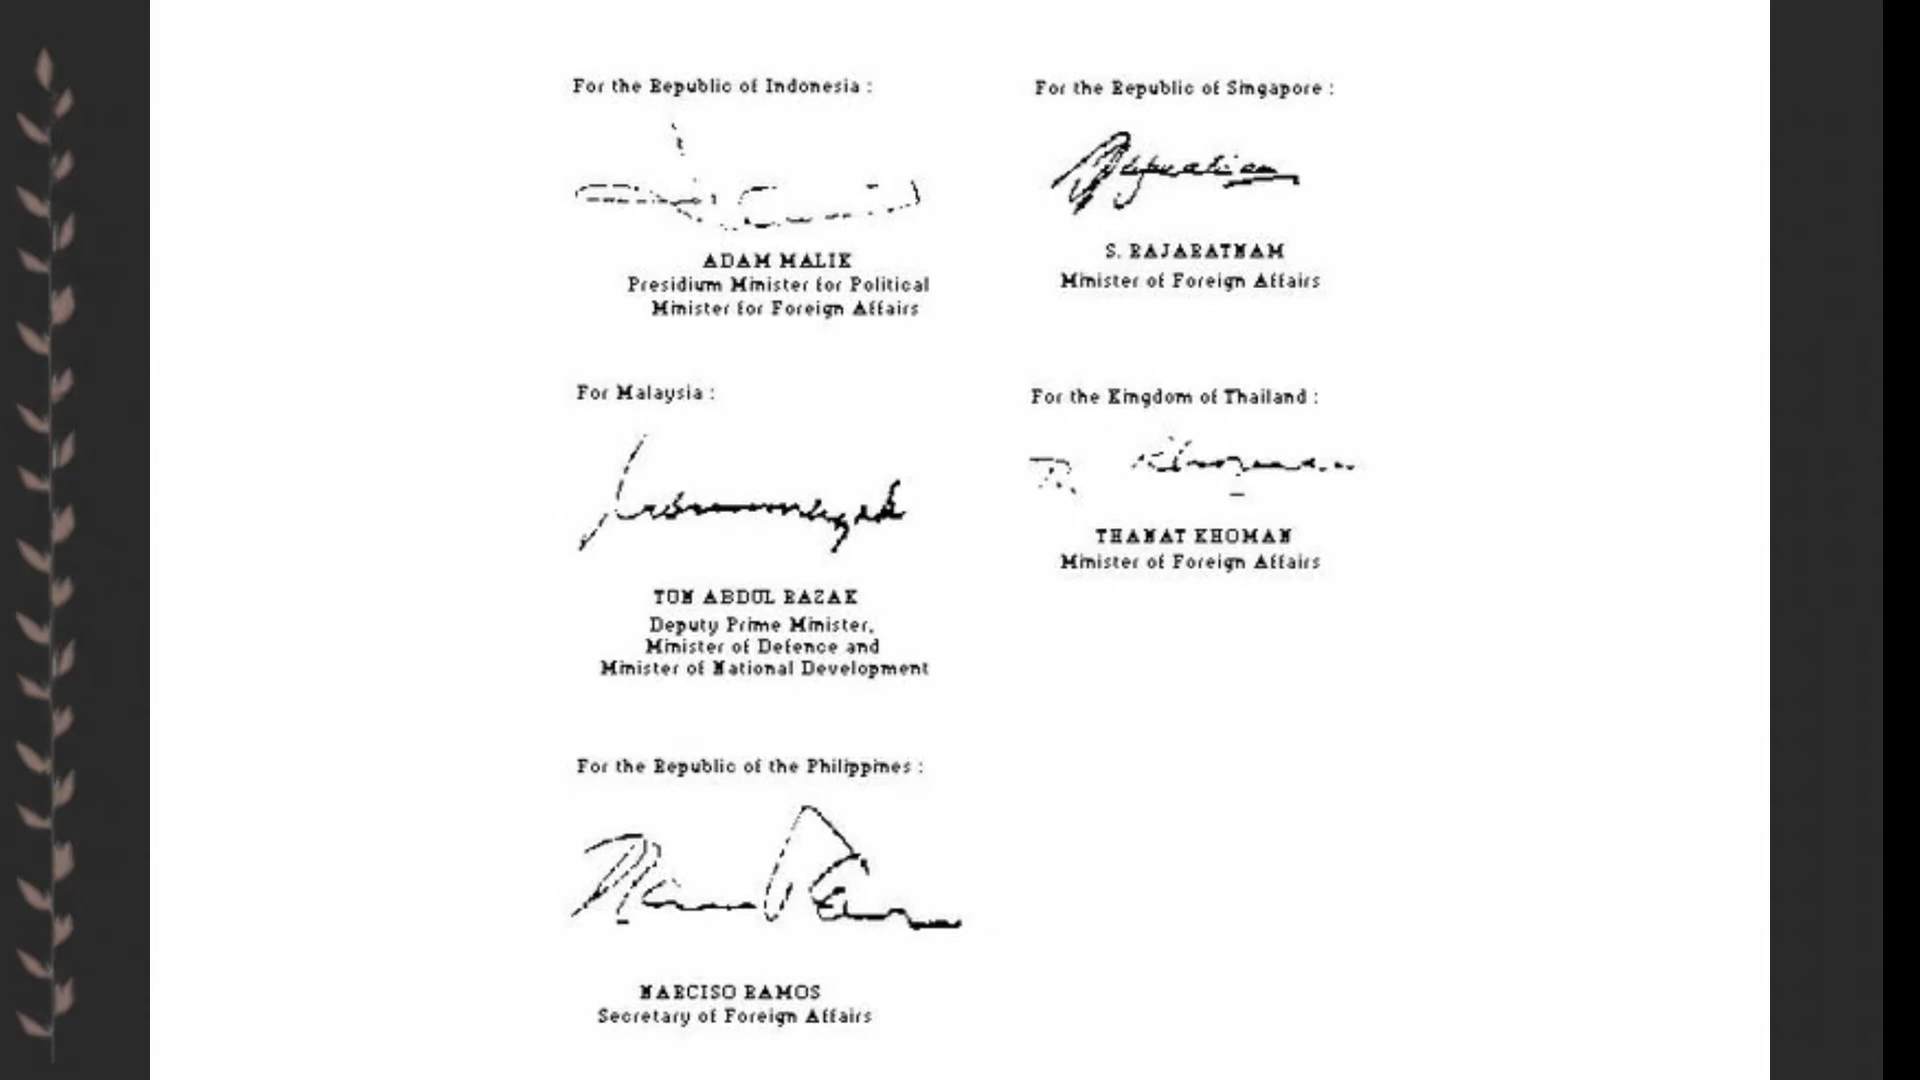 For the Republic of Indonesia :
ADAM MALIK
Presidium Minister for Political
Minister for Foreign Affairs
For the Republic of Singapore :
S. RAJARATNAM
Minister of Foreign Affairs
For Malaysia :
TUN ABDUL RAZAK
Deputy Prime Minister,
Minister of Defence and
Minister of National Development
For the Kingdom of Thailand :
THANAT KHOMAN
Minister of Foreign Affairs
For the Republic of the Philippines :
NARCISO RAMOS
Secretary of Foreign Affairs